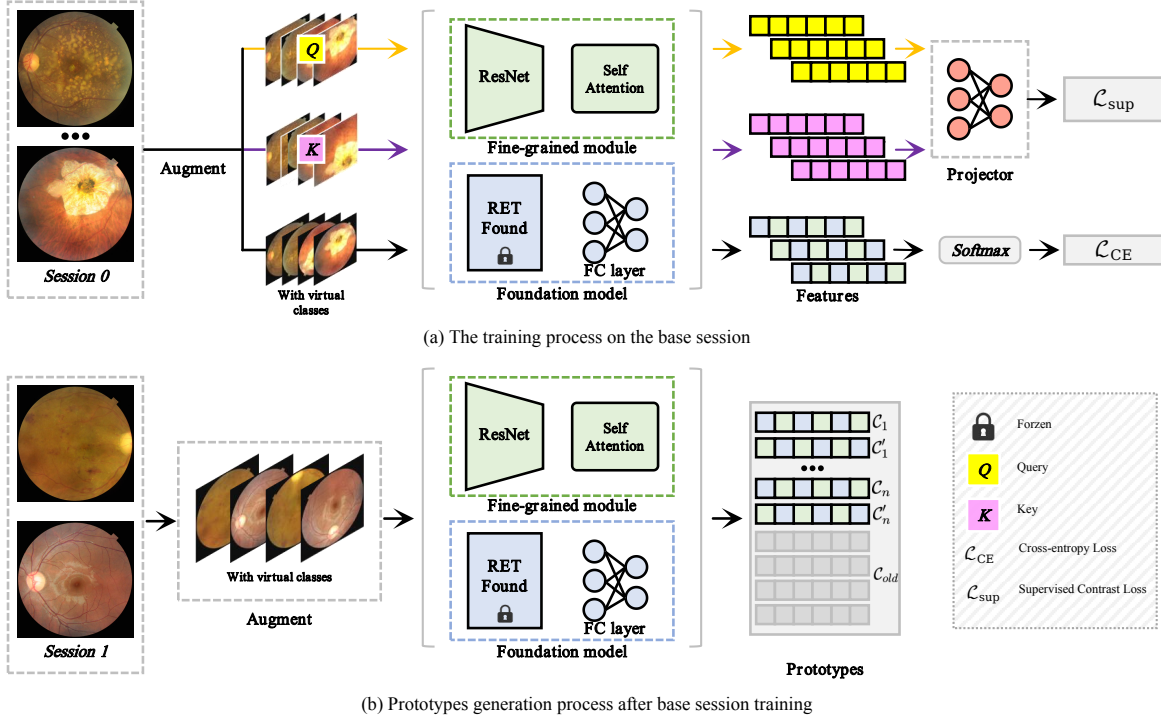 Session 0
Augment
Q
K
With virtual
classes
ResNet
Self
Attention
Fine-grained module
RET
Found
FC layer
Foundation model
Features
Projector
Softmax
ℒsup
ℒCE
(a) The training process on the base session
Session 1
With virtual classes
Augment
ResNet
Self
Attention
Fine-grained module
RET
Found
FC layer
Foundation model
𝒞1
𝒞′1
𝒞n
𝒞′n
𝒞old
Prototypes
Forzen
Q
Query
K
Key
ℒCE
Cross-entropy Loss
ℒsup
Supervised Contrast Loss
(b) Prototypes generation process after base session training